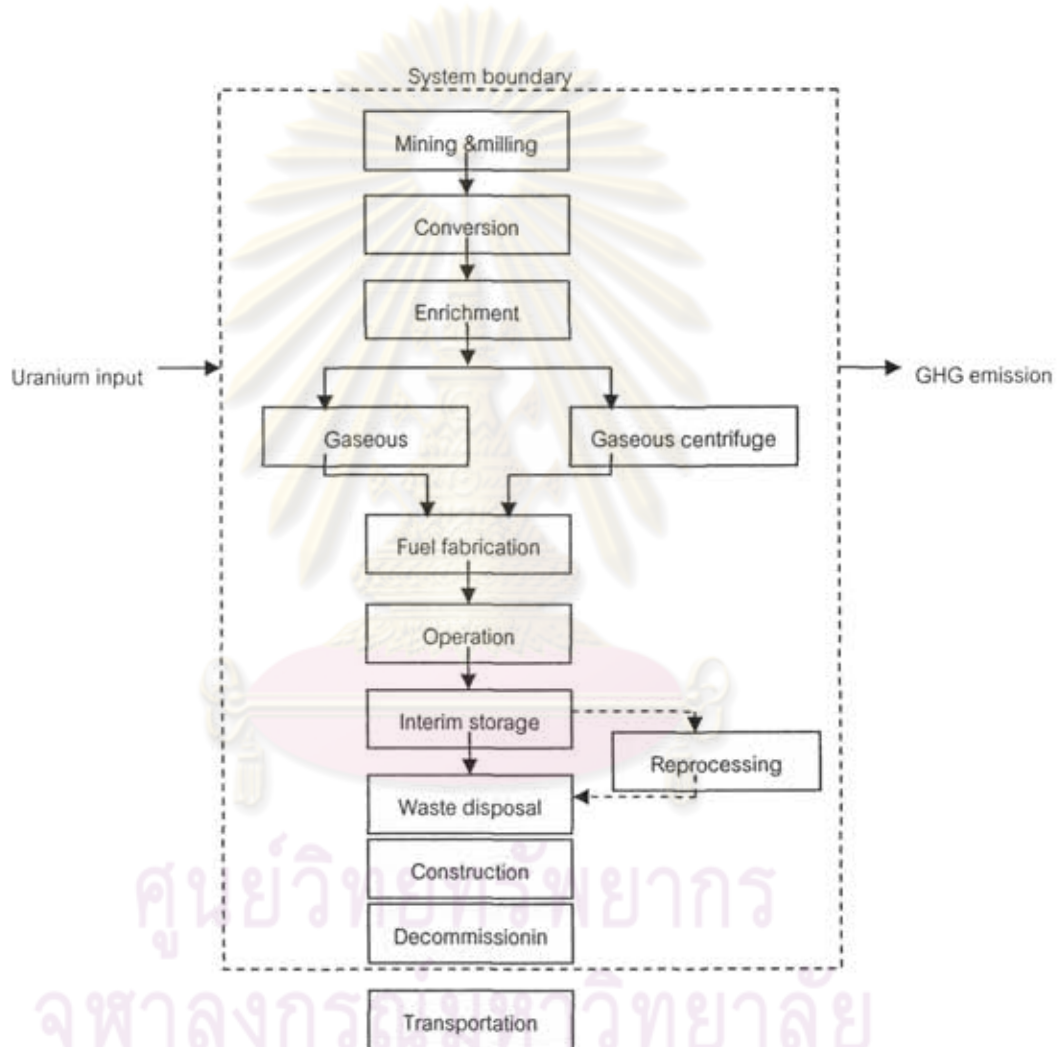 System boundary
Mining &milling
Conversion
Enrichment
Uranium input
GHG emission
Gaseous
Gaseous centrifuge
Fuel fabrication
Operation
Interim storage
Reprocessing
Waste disposal
Construction
Decommissionin
Transportation
ศูนย์วิทยทรัพยากร
จุฬาลงกรณ์มหาวิทยาลัย